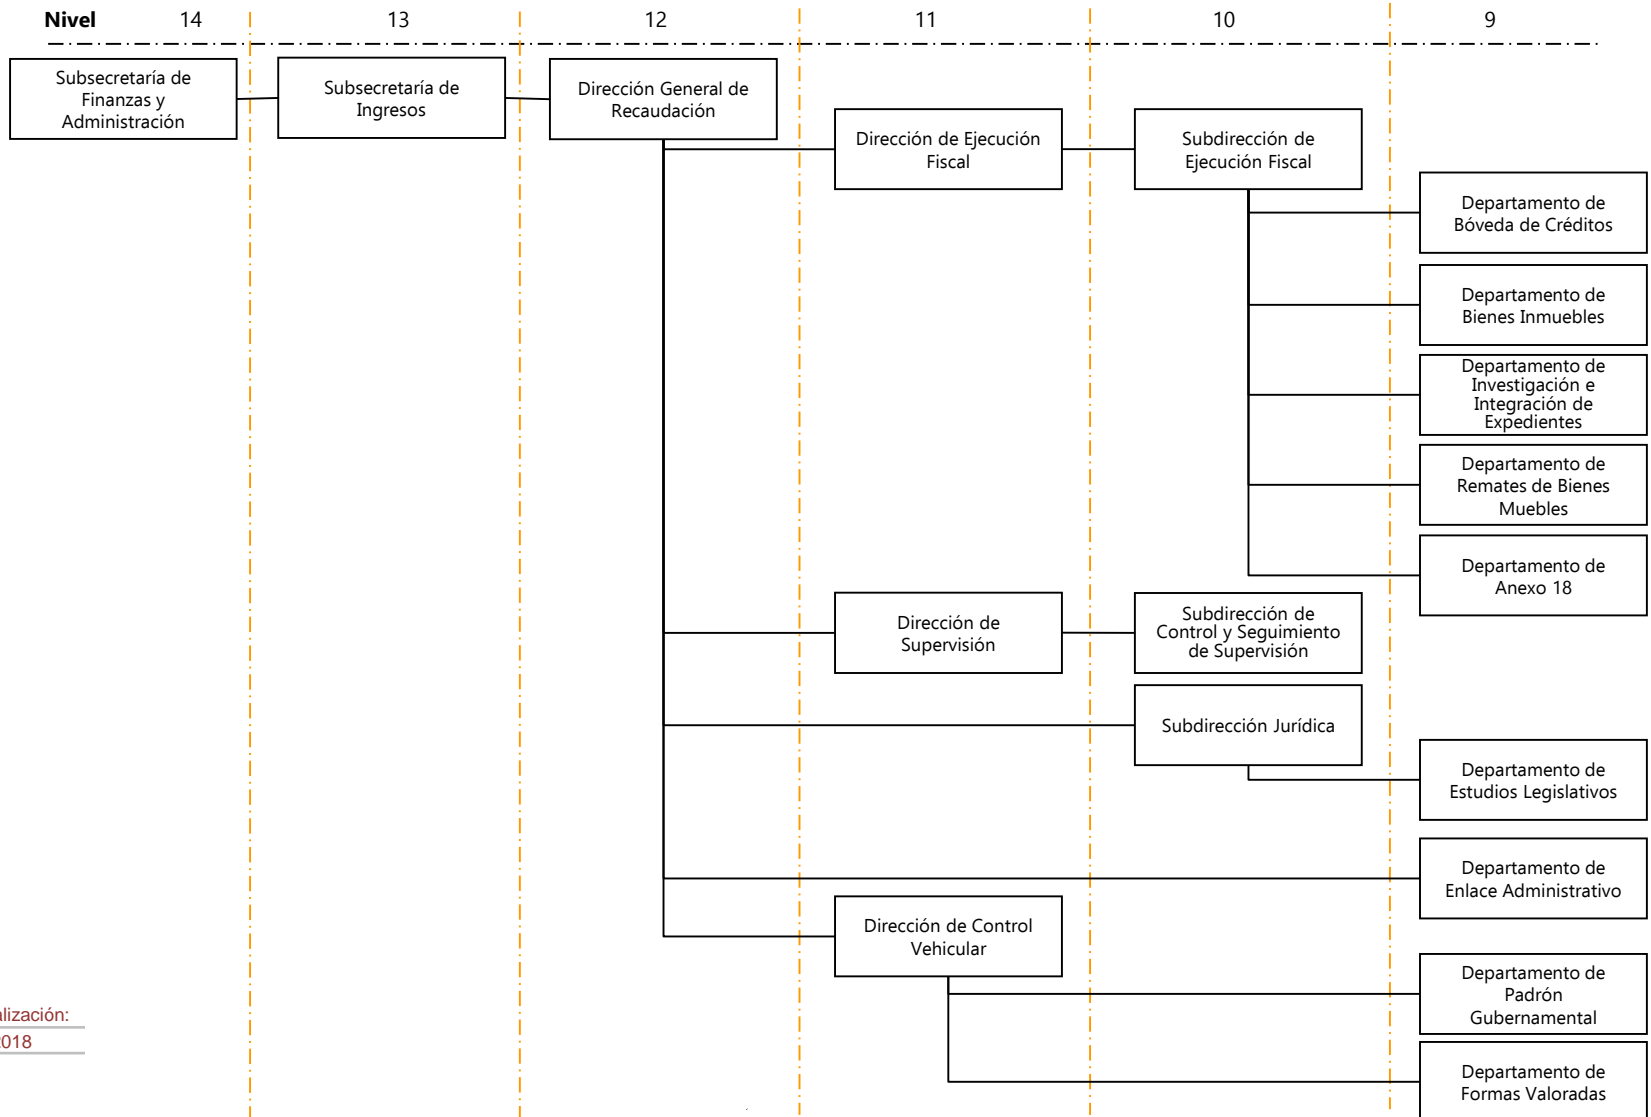 Nivel 14 13 12 11 10 9
Subsecretaría de
Finanzas y
Administración
Subsecretaría de
Ingresos
Dirección General de
Recaudación
Dirección de Ejecución
Fiscal
Subdirección de
Ejecución Fiscal
Departamento de
Bóveda de Créditos
Departamento de
Bienes Inmuebles
Departamento de
Investigación e
Integración de
Expedientes
Departamento de
Remates de Bienes
Muebles
Departamento de
Anexo 18
Dirección de
Supervisión
Subdirección de
Control y Seguimiento
de Supervisión
Subdirección Jurídica
Departamento de
Estudios Legislativos
Departamento de
Enlace Administrativo
Dirección de Control
Vehicular
Departamento de
Padrón
Gubernamental
Departamento de
Formas Valoradas
alización:
2018